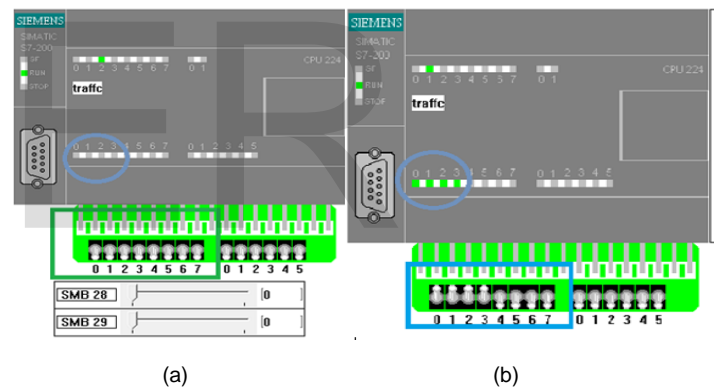 SIEMENS
SIMATIC
S7-200
SF
RUN
STOP
0 1 2 3 4 5 6 7 0 1
CPU 224
traffc
0 1 2 3 4 5 6 7 0 1 2 3 4 5
0 1 2 3 4 5 6 7 0 1 2 3 4 5
SMB 28 [0 ]
SMB 29 [0 ]
(a)
SIEMENS
SIMATIC
S7-200
SF
RUN
STOP
0 1 2 3 4 5 6 7 0 1
CPU 224
traffc
0 1 2 3 4 5 6 7 0 1 2 3 4 5
0 1 2 3 4 5 6 7 0 1 2 3 4 5
(b)